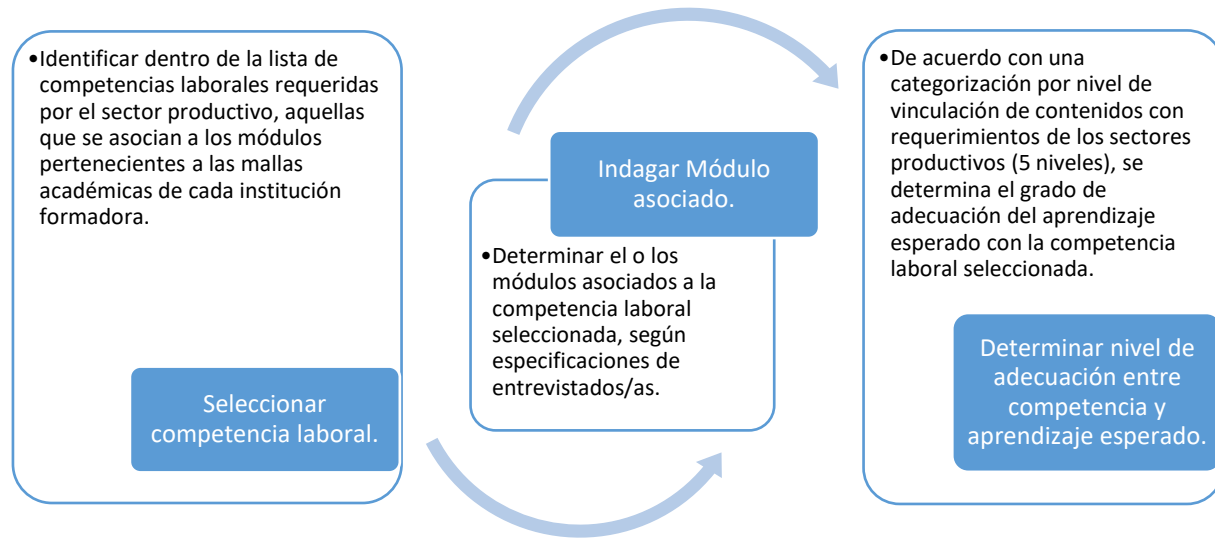 •Identificar dentro de la lista de
competencias laborales requeridas
por el sector productivo, aquellas
que se asocian a los módulos
pertenecientes a las mallas
académicas de cada institución
formadora.
Seleccionar
competencia laboral.
Indagar Módulo
asociado.
•Determinar el o los
módulos asociados a la
competencia laboral
seleccionada, según
especificaciones de
entrevistados/as.
•De acuerdo con una
categorización por nivel de
vinculación de contenidos con
requerimientos de los sectores
productivos (5 niveles), se
determina el grado de
adecuación del aprendizaje
esperado con la competencia
laboral seleccionada.
Determinar nivel de
adecuación entre
competencia y
aprendizaje esperado.